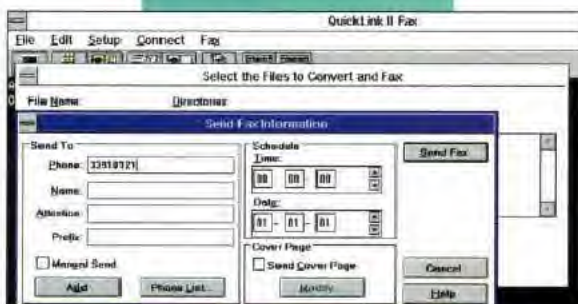 QuickLink II Fax
File Edit Setup Connect Fax
Select the Files to Convert and Fax
File Name: Directories:
Send Fax Information
Send To
Phone: 33910121
Name:
Attention:
Prefix:
Manual Send
Add Phone List...
Schedule
Time:
00 - 00 - 00
Date:
01 - 01 - 01
Cover Page
Send Cover Page
Modify...
Send Fax
Cancel
Help